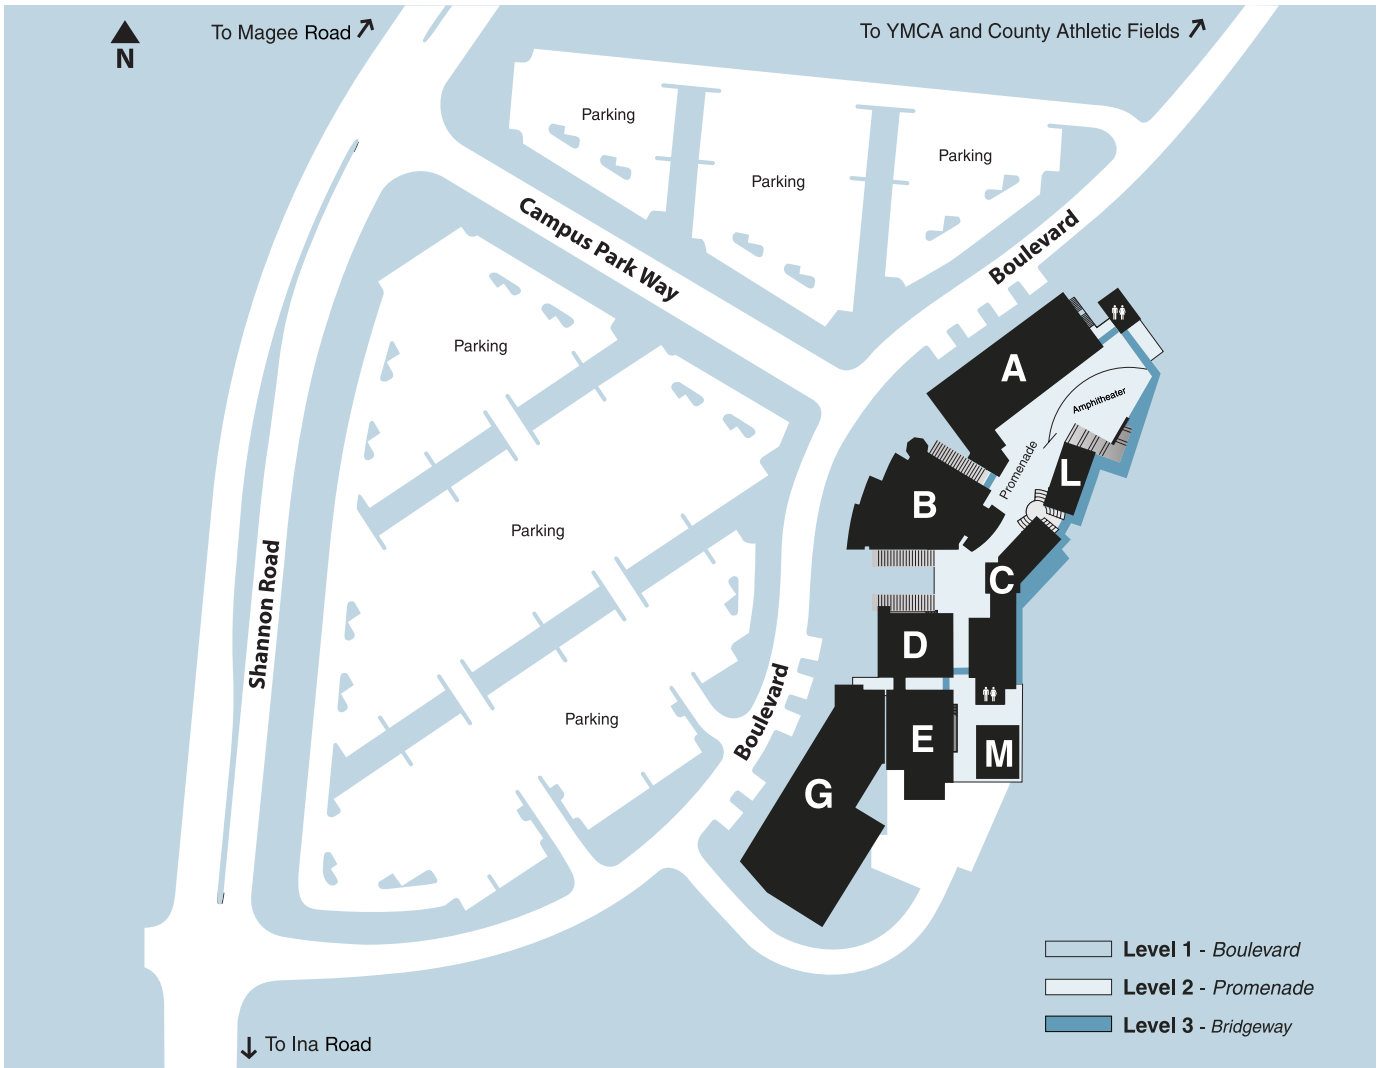 To Magee Road
To YMCA and County Athletic Fields
N
Parking
Parking
Parking
Campus Park Way
Boulevard
Parking
A
Amphitheater
Promenade
L
B
Parking
C
Shannon Road
D
Parking
Boulevard
E
M
G
Level 1 - Boulevard
Level 2 - Promenade
Level 3 - Bridgeway
To Ina Road